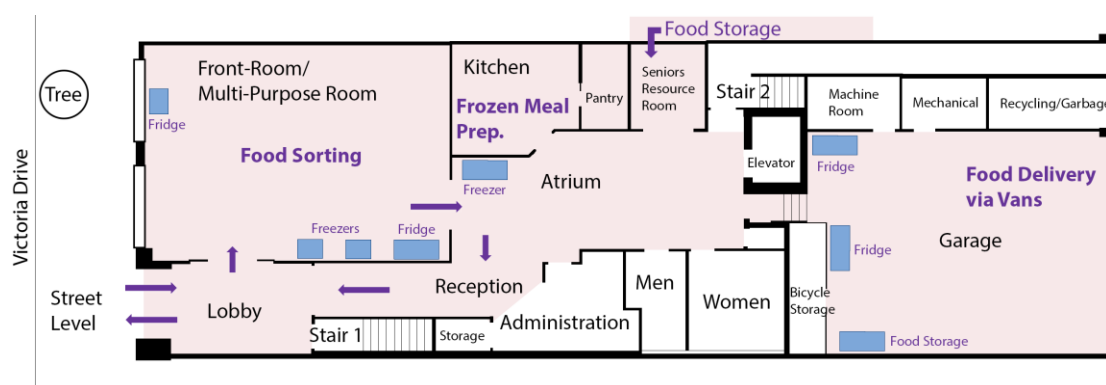 Food Storage
Front-Room/
Multi-Purpose Room
Kitchen
Seniors
Resource
Room
Stair 2
Tree
Frozen Meal
Prep.
Pantry
Machine
Room
Mechanical
Recycling/Garbage
Fridge
Food Sorting
Elevator
Fridge
Food Delivery
via Vans
Freezer
Atrium
Victoria Drive
Freezers
Fridge
Garage
Fridge
Street
Level
Lobby
Reception
Men
Women
Bicycle
Storage
Stair 1
Storage
Administration
Food Storage